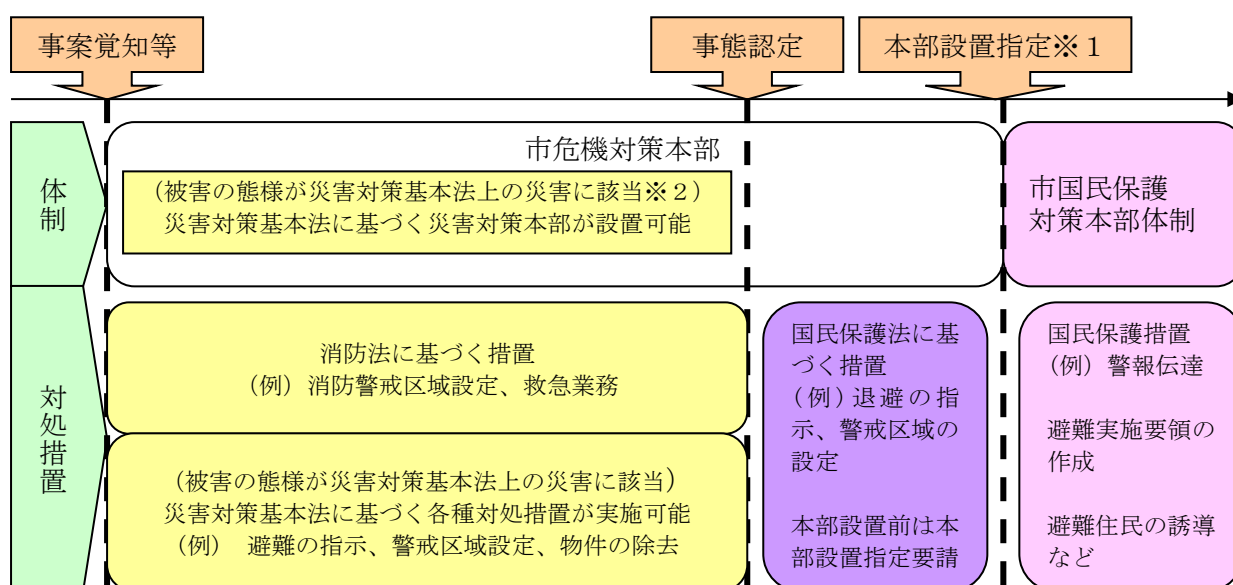 事案覚知等
事態認定
本部設置指定※１
体制
市危機対策本部
（被害の態様が災害対策基本法上の災害に該当※２）
災害対策基本法に基づく災害対策本部が設置可能
市国民保護
対策本部体制
対処措置
消防法に基づく措置
（例）消防警戒区域設定、救急業務
（被害の態様が災害対策基本法上の災害に該当）
災害対策基本法に基づく各種対処措置が実施可能
（例）　避難の指示、警戒区域設定、物件の除去
国民保護法に基
づく措置
（例）退避の指
示、警戒区域の
設定
本部設置前は本
部設置指定要請
国民保護措置
（例）警報伝達
避難実施要領の
作成
避難住民の誘導
など